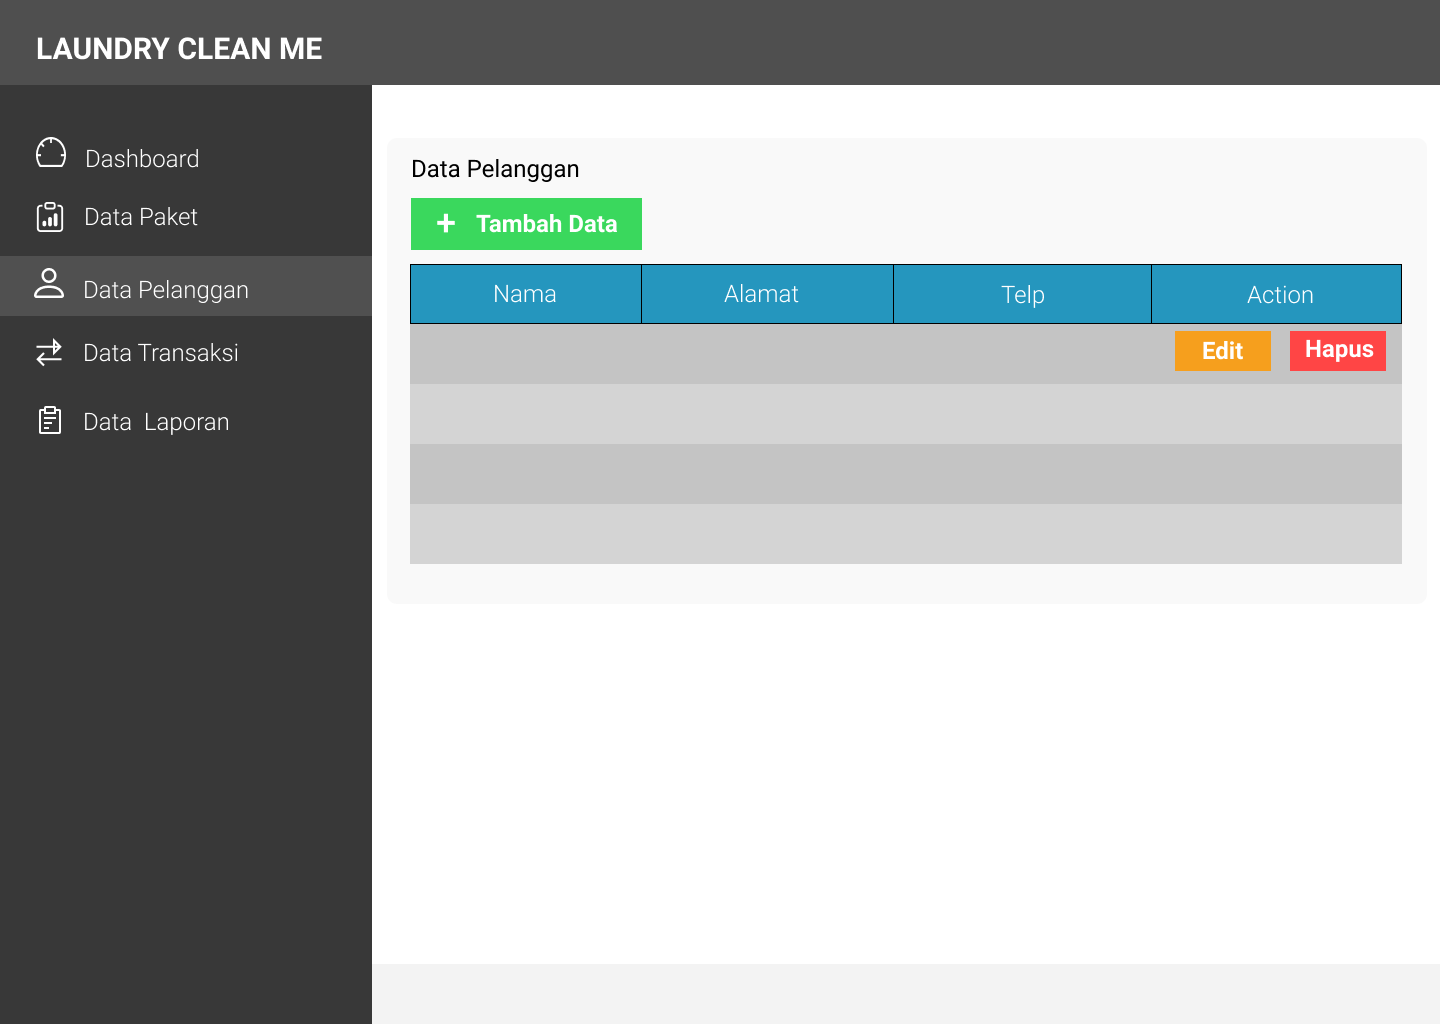 LAUNDRY CLEAN ME
Dashboard
Data Paket
Data Pelanggan
Data Transaksi
Data  Laporan
Data Pelanggan
+ Tambah Data
Nama Alamat Telp Action
Edit Hapus